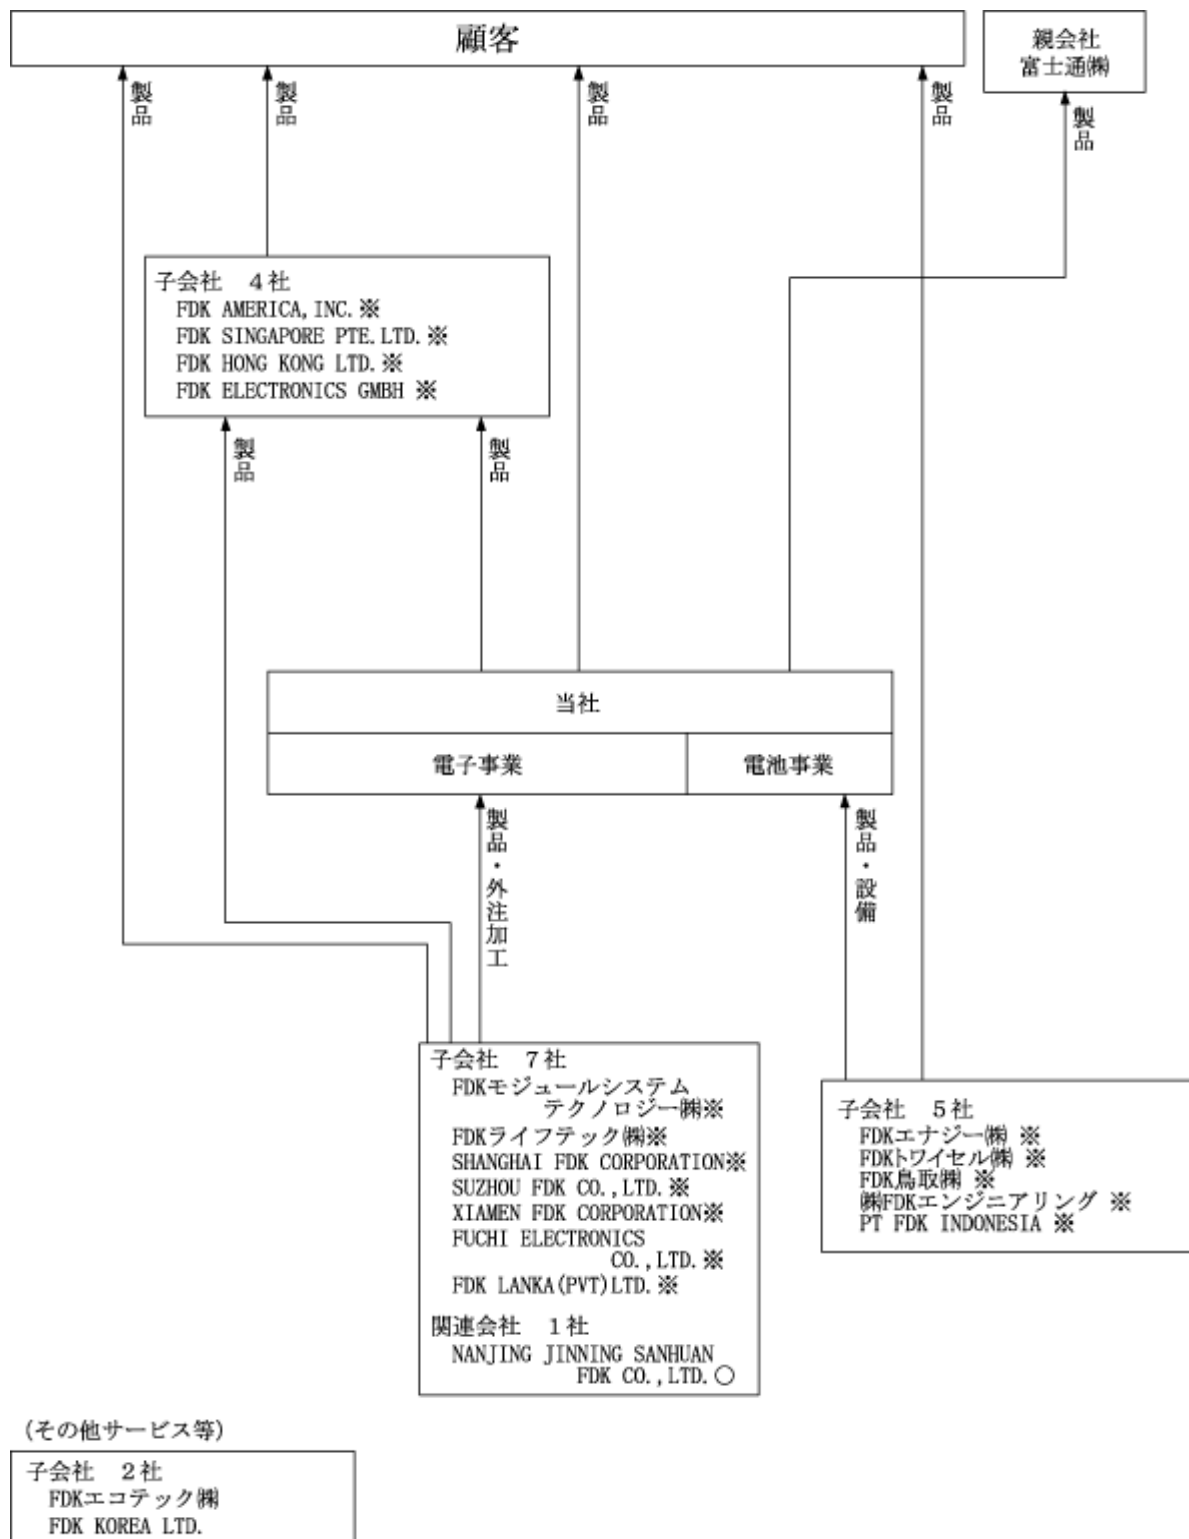 顧客
親会社
富士通㈱
製品
製品
製品
製品
製品
子会社　４社
FDK AMERICA, INC.※
FDK SINGAPORE PTE.LTD.※
FDK HONG KONG LTD.※
FDK ELECTRONICS GMBH ※
製品
製品
当社
電子事業
電池事業
製品・外注加工
製品・設備
子会社　７社
FDKモジュールシステム
テクノロジー㈱※
FDKライフテック㈱※
SHANGHAI FDK CORPORATION※
SUZHOU FDK CO.,LTD.※
XIAMEN FDK CORPORATION※
FUCHI ELECTRONICS
CO.,LTD.※
FDK LANKA(PVT)LTD.※
関連会社　１社
NANJING JINNING SANHUAN
FDK CO.,LTD.○
子会社　５社
FDKエナジー㈱ ※
FDKトワイセル㈱ ※
FDK鳥取㈱ ※
㈱FDKエンジニアリング ※
PT FDK INDONESIA ※
(その他サービス等)
子会社　２社
FDKエコテック㈱
FDK KOREA LTD.